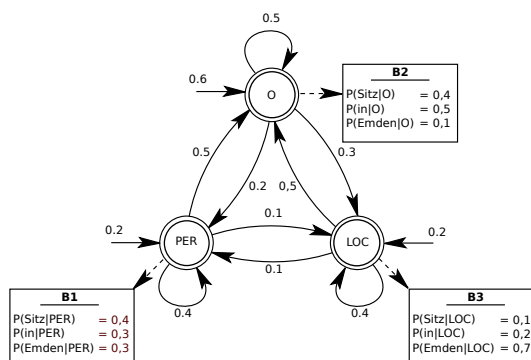 0.5
0.6
O
B2
P(Sitz|O) = 0,4
P(in|O) = 0,5
P(Emden|O) = 0,1
0.5
0.3
0.2
0,5
0.2
PER
0.1
LOC
0.2
0.1
0.4
0.4
B1
P(Sitz|PER) = 0,4
P(in|PER) = 0,3
P(Emden|PER) = 0,3
B3
P(Sitz|LOC) = 0,1
P(in|LOC) = 0,2
P(Emden|LOC) = 0,7